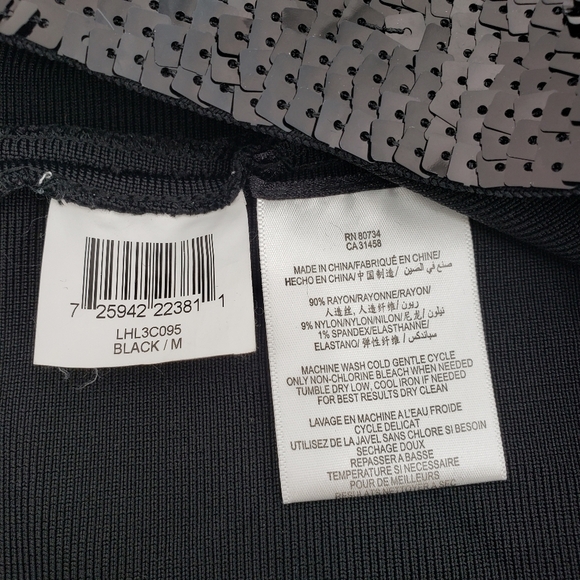 7 25942 22381 1
LHL3C095
BLACK / M
RN 80734
CA 31458
MADE IN CHINA/FABRIQUÉ EN CHINE/
HECHO EN CHINA/中国制造/ صنع في الصين
90% RAYON/RAYONNE/RAYON/
人造丝, 人造纤维/ ريون/
9% NYLON/NYLON/NILON/尼龙/ نيلون/
1% SPANDEX/ELASTHANNE/
ELASTANO/ 弹性纤维/ سباندكس
MACHINE WASH COLD GENTLE CYCLE
ONLY NON-CHLORINE BLEACH WHEN NEEDED
TUMBLE DRY LOW, COOL IRON IF NEEDED
FOR BEST RESULTS DRY CLEAN
LAVAGE EN MACHINE A L'EAU FROIDE
CYCLE DELICAT
UTILISEZ DE LA JAVEL SANS CHLORE SI BESOIN
SECHAGE DOUX
REPASSER A BASSE
TEMPERATURE SI NECESSAIRE
POUR DE MEILLEURS
RESULTATS NETTOYER A SEC